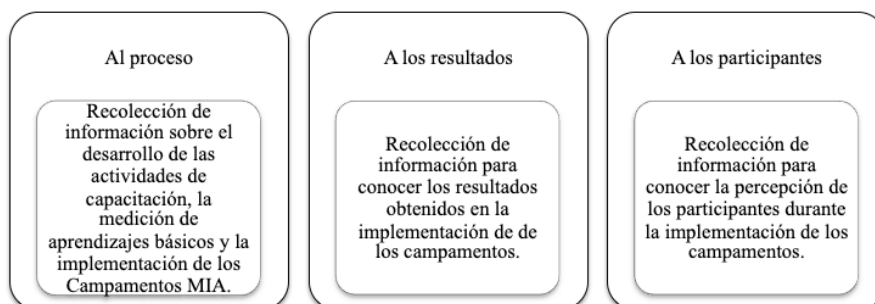 Al proceso
Recolección de
información sobre el
desarrollo de las
actividades de
capacitación, la
medición de
aprendizajes básicos y la
implementación de los
Campamentos MIA.
A los resultados
Recolección de
información para
conocer los resultados
obtenidos en la
implementación de de
los campamentos.
A los participantes
Recolección de
información para
conocer la percepción de
los participantes durante
la implementación de los
campamentos.